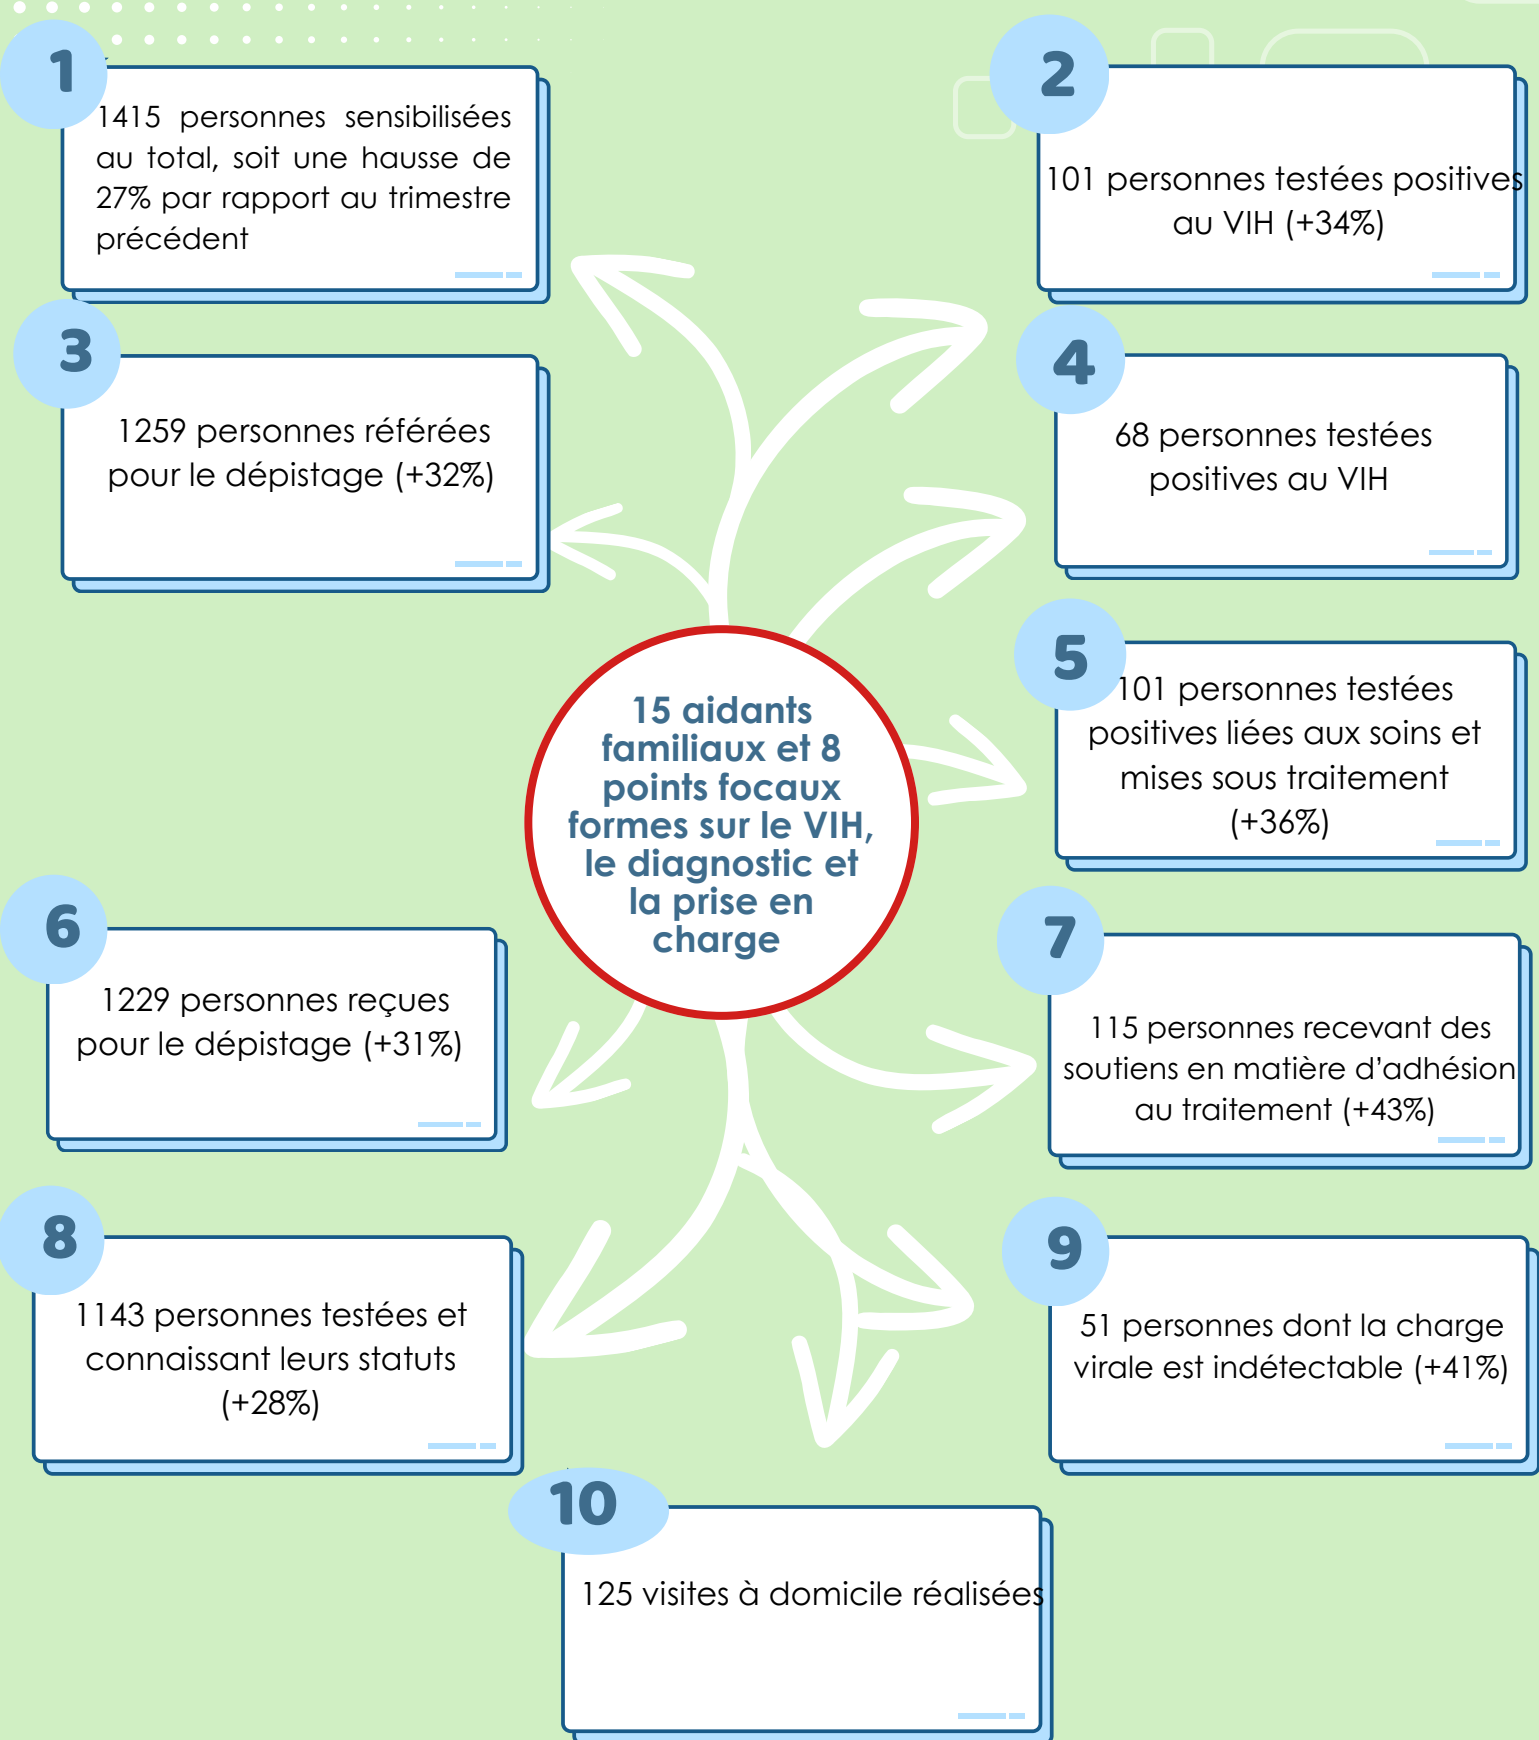 1
1415 personnes sensibilisées
au total, soit une hausse de
27% par rapport au trimestre
précédent
2
101 personnes testées positives
au VIH (+34%)
3
1259 personnes référées
pour le dépistage (+32%)
4
68 personnes testées
positives au VIH
15 aidants
familiaux et 8
points focaux
formes sur le VIH,
le diagnostic et
la prise en
charge
5
101 personnes testées
positives liées aux soins et
mises sous traitement
(+36%)
6
1229 personnes reçues
pour le dépistage (+31%)
7
115 personnes recevant des
soutiens en matière d’adhésion
au traitement (+43%)
8
1143 personnes testées et
connaissant leurs statuts
(+28%)
9
51 personnes dont la charge
virale est indétectable (+41%)
10
125 visites à domicile réalisées